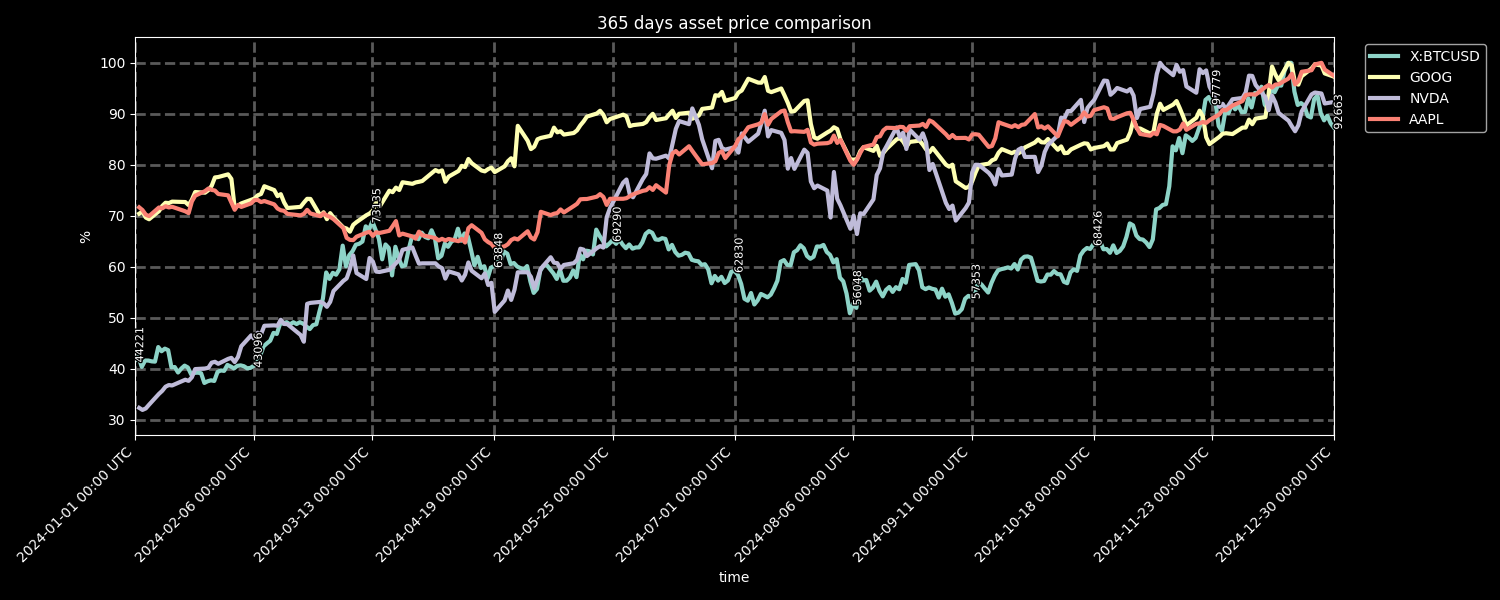 365 days asset price comparison
X:BTCUSD
GOOG
NVDA
AAPL
%
100
90
80
70
60
50
40
30
44221
43096
73135
63848
69290
62830
56048
57353
68426
97779
92663
2024-01-01 00:00 UTC
2024-02-06 00:00 UTC
2024-03-13 00:00 UTC
2024-04-19 00:00 UTC
2024-05-25 00:00 UTC
2024-07-01 00:00 UTC
2024-08-06 00:00 UTC
2024-09-11 00:00 UTC
2024-10-18 00:00 UTC
2024-11-23 00:00 UTC
2024-12-30 00:00 UTC
time